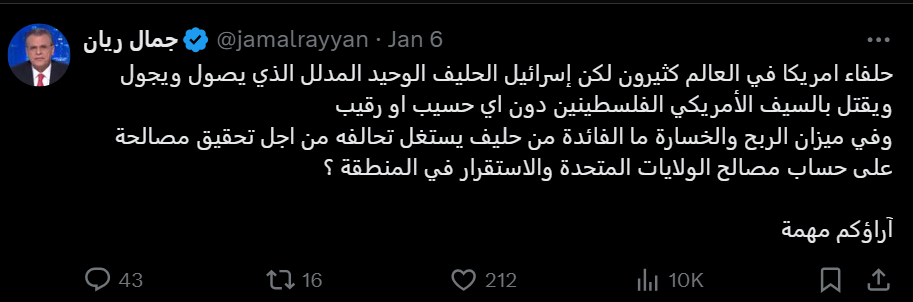 جمال ريان @jamalrayyan · Jan 6
حلفاء امريكا في العالم كثيرون لكن إسرائيل الحليف الوحيد المدلل الذي يصول ويجول
ويقتل بالسيف الأمريكي الفلسطينين دون اي حسيب او رقيب
وفي ميزان الربح والخسارة ما الفائدة من حليف يستغل تحالفه من اجل تحقيق مصالحة
على حساب مصالح الولايات المتحدة والاستقرار في المنطقة ؟
آراؤكم مهمة
43 16 212 10K